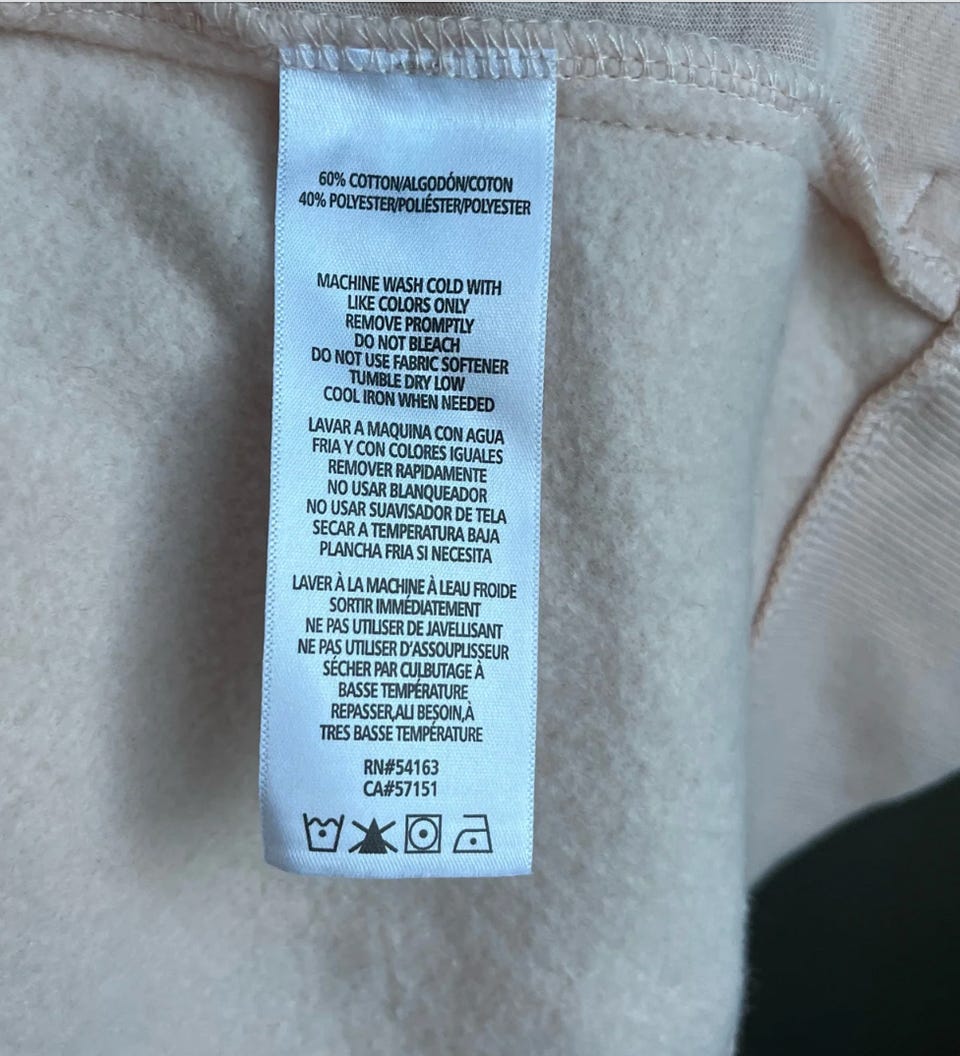 60% COTTON/ALGODÓN/COTON
40% POLYESTER/POLIÉSTER/POLYESTER
MACHINE WASH COLD WITH
LIKE COLORS ONLY
REMOVE PROMPTLY
DO NOT BLEACH
DO NOT USE FABRIC SOFTENER
TUMBLE DRY LOW
COOL IRON WHEN NEEDED
LAVAR A MAQUINA CON AGUA
FRIA Y CON COLORES IGUALES
REMOVER RAPIDAMENTE
NO USAR BLANQUEADOR
NO USAR SUAVISADOR DE TELA
SECAR A TEMPERATURA BAJA
PLANCHA FRIA SI NECESITA
LAVER À LA MACHINE À LEAU FROIDE
SORTIR IMMÉDIATEMENT
NE PAS UTILISER DE JAVELLISANT
NE PAS UTILISER D'ASSOUPLISSEUR
SÉCHER PAR CULBUTAGE À
BASSE TEMPÉRATURE
REPASSER,ALI BESOIN,À
TRES BASSE TEMPÉRATURE
RN#54163
CA#57151